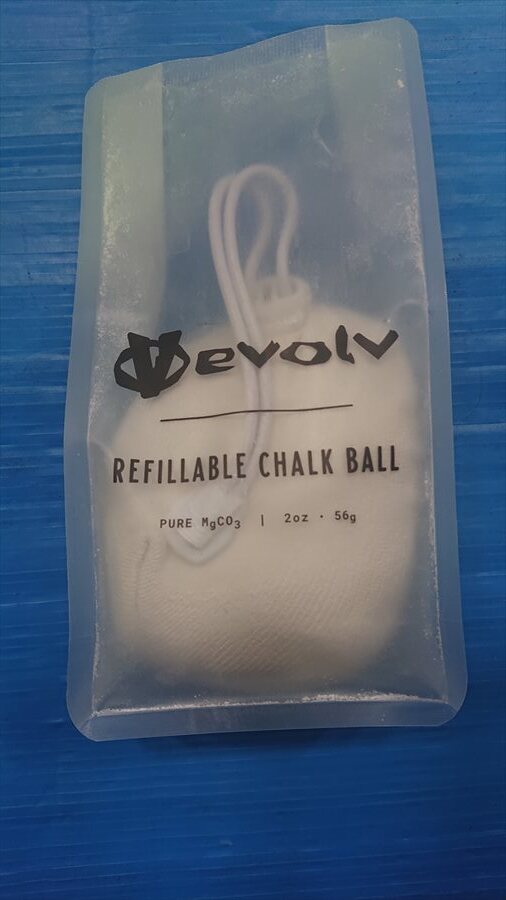 evolv
REFILLABLE CHALK BALL
PURE MgCO₃ | 2oz · 56g